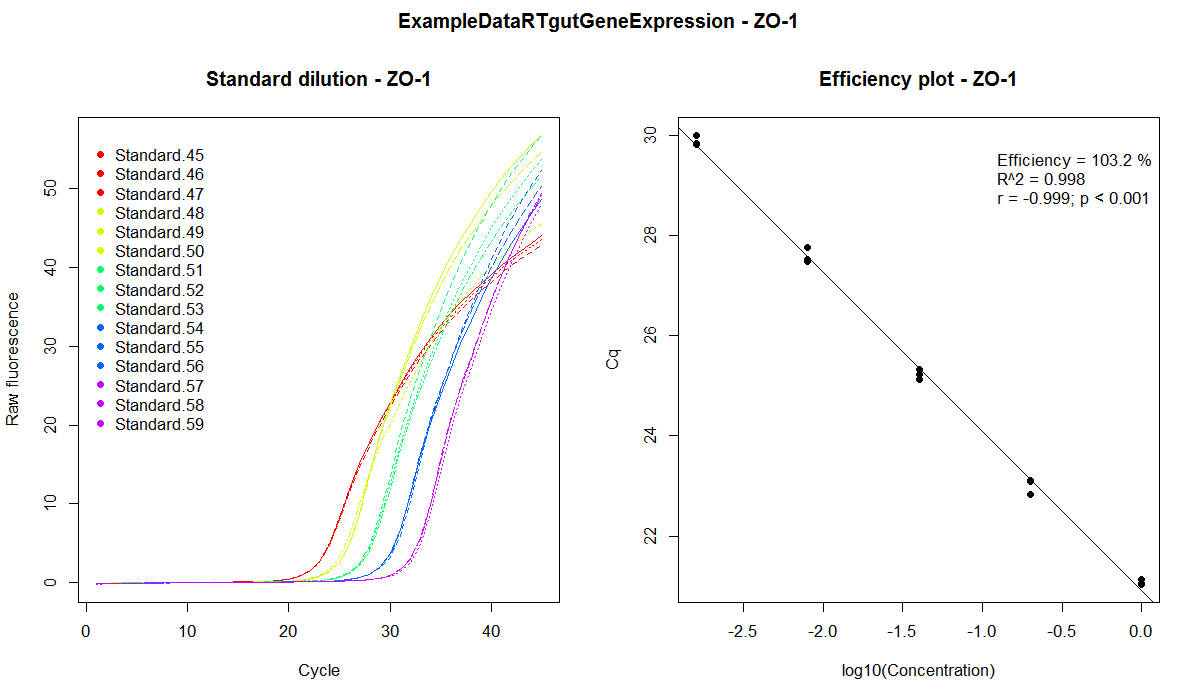 ExampleDataRTgutGeneExpression - ZO-1
Standard dilution - ZO-1
Raw fluorescence
50
40
30
20
10
0
Standard.45
Standard.46
Standard.47
Standard.48
Standard.49
Standard.50
Standard.51
Standard.52
Standard.53
Standard.54
Standard.55
Standard.56
Standard.57
Standard.58
Standard.59
0 10 20 30 40
Cycle
Efficiency plot - ZO-1
Cq
30
28
26
24
22
Efficiency = 103.2 %
R^2 = 0.998
r = -0.999; p < 0.001
-2.5 -2.0 -1.5 -1.0 -0.5 0.0
log10(Concentration)